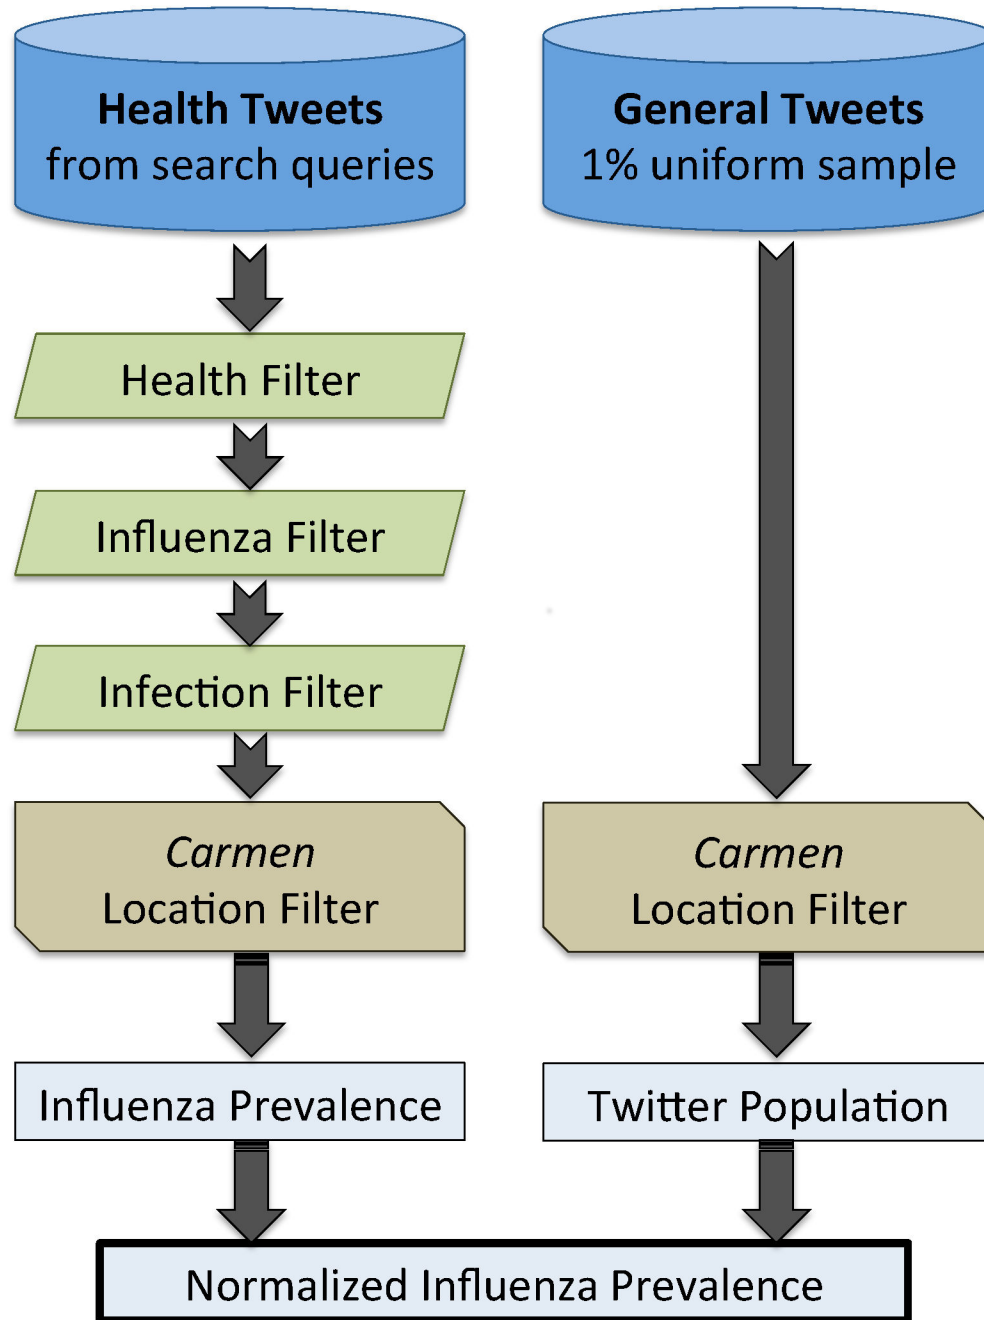 Health Tweets
from search queries
General Tweets
1% uniform sample
Health Filter
Influenza Filter
Infection Filter
Carmen
Location Filter
Carmen
Location Filter
Influenza Prevalence
Twitter Population
Normalized Influenza Prevalence